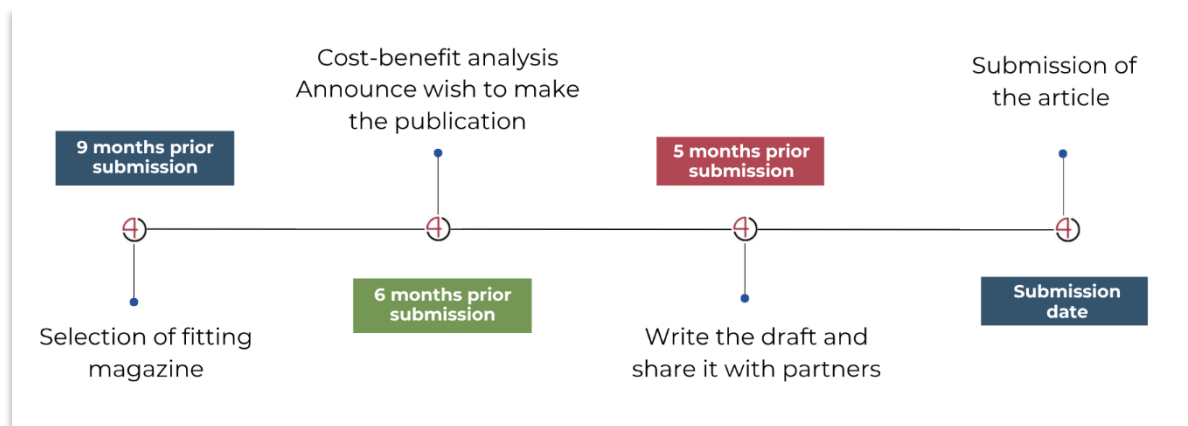 Cost-benefit analysis
Announce wish to make
the publication
Submission of
the article
9 months prior
submission
5 months prior
submission
6 months prior
submission
Submission
date
Selection of fitting
magazine
Write the draft and
share it with partners